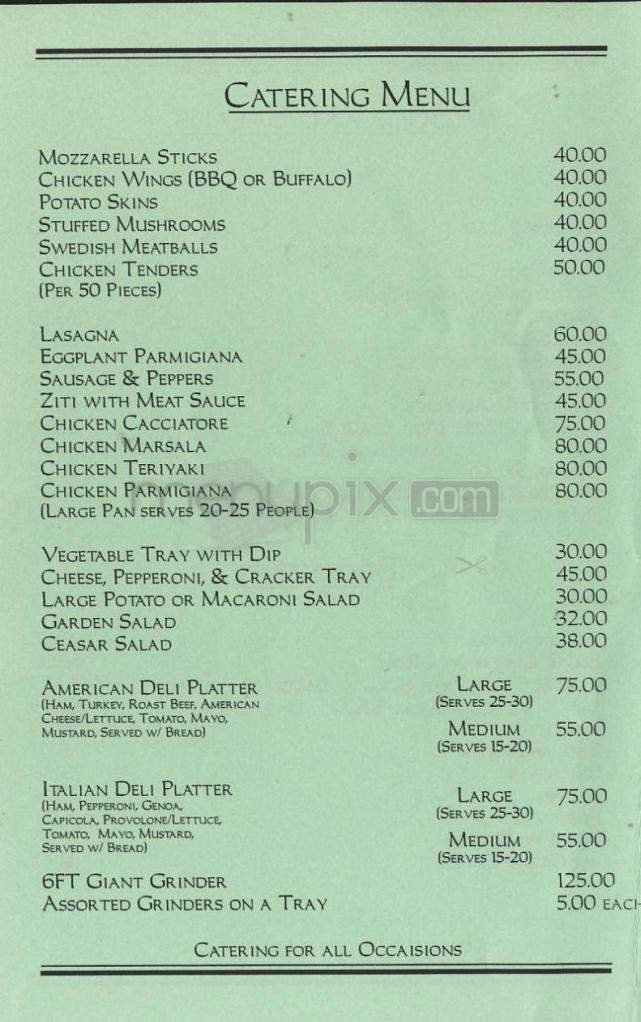 CATERING MENU
MOZZARELLA STICKS 40.00
CHICKEN WINGS (BBQ OR BUFFALO) 40.00
POTATO SKINS 40.00
STUFFED MUSHROOMS 40.00
SWEDISH MEATBALLS 40.00
CHICKEN TENDERS 50.00
(PER 50 PIECES)
LASAGNA 60.00
EGGPLANT PARMIGIANA 45.00
SAUSAGE & PEPPERS 55.00
ZITI WITH MEAT SAUCE 45.00
CHICKEN CACCIATORE 75.00
CHICKEN MARSALA 80.00
CHICKEN TERIYAKI 80.00
CHICKEN PARMIGIANA 80.00
menupix .com
(LARGE PAN SERVES 20-25 PEOPLE)
VEGETABLE TRAY WITH DIP 30.00
CHEESE, PEPPERONI, & CRACKER TRAY 45.00
LARGE POTATO OR MACARONI SALAD 30.00
GARDEN SALAD 32.00
CEASAR SALAD 38.00
AMERICAN DELI PLATTER LARGE 75.00
(HAM, TURKEY, ROAST BEEF, AMERICAN (SERVES 25-30)
CHEESE/LETTUCE, TOMATO, MAYO, MEDIUM 55.00
MUSTARD, SERVED W/ BREAD) (SERVES 15-20)
ITALIAN DELI PLATTER LARGE 75.00
(HAM, PEPPERONI, GENOA, (SERVES 25-30)
CAPICOLA, PROVOLONE/LETTUCE,
TOMATO, MAYO, MUSTARD, MEDIUM 55.00
SERVED W/ BREAD) (SERVES 15-20)
6FT GIANT GRINDER 125.00
ASSORTED GRINDERS ON A TRAY 5.00 EACH
CATERING FOR ALL OCCAISIONS